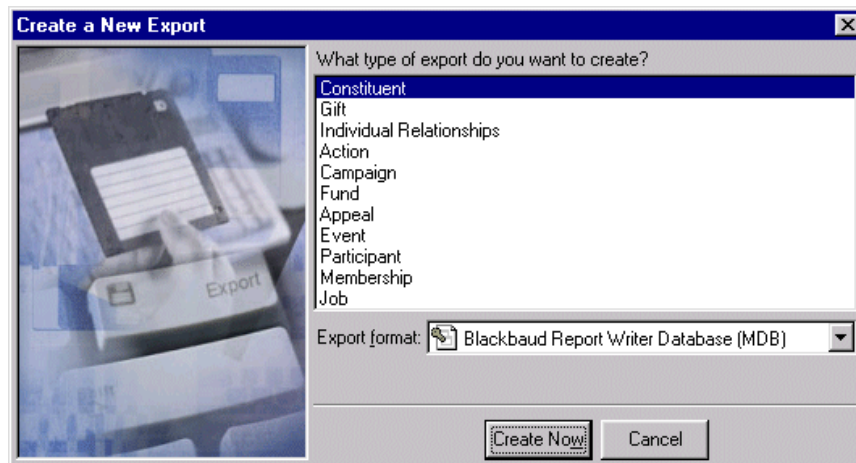 Create a New Export
What type of export do you want to create?
Constituent
Gift
Individual Relationships
Action
Campaign
Fund
Appeal
Event
Participant
Membership
Job
Export
Export format: Blackbaud Report Writer Database (MDB)
Create Now
Cancel